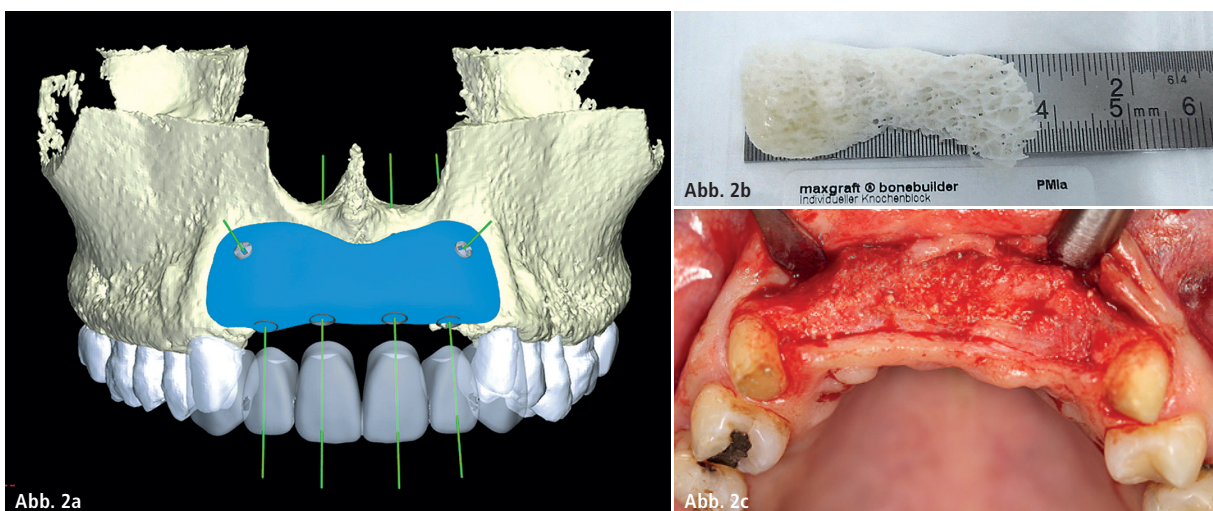 Abb. 2a
2
4
5 mm
6
6 4
Abb. 2b
maxgraft ® bonebuilder
PMIa
Individueller Knochenblock
Abb. 2c